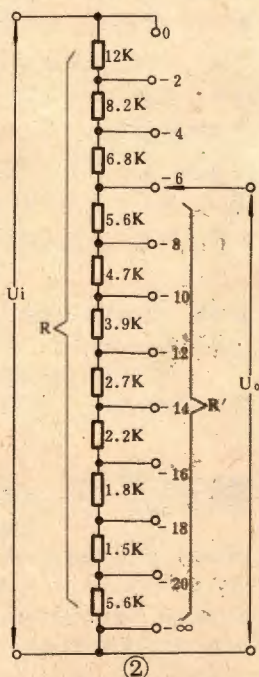 0
12K
-2
8.2K
-4
6.8K
-6
5.6K
-8
4.7K
Ui
-10
R
3.9K
-12
U₀
2.7K
-14
R'
2.2K
-16
1.8K
-18
1.5K
-20
5.6K
-∞
②